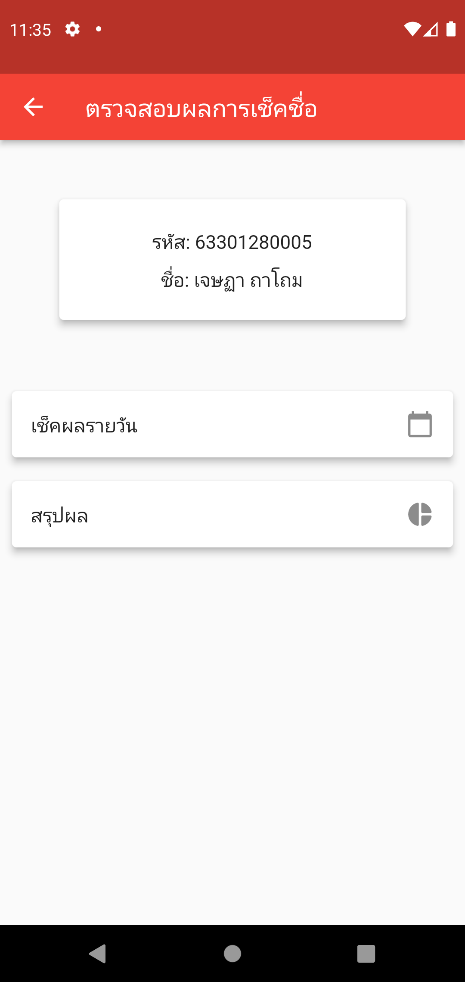 11:35
ตรวจสอบผลการเช็คชื่อ
รหัส: 63301280005
ชื่อ: เจษฏา ถาโถม
เช็คผลรายวัน
สรุปผล